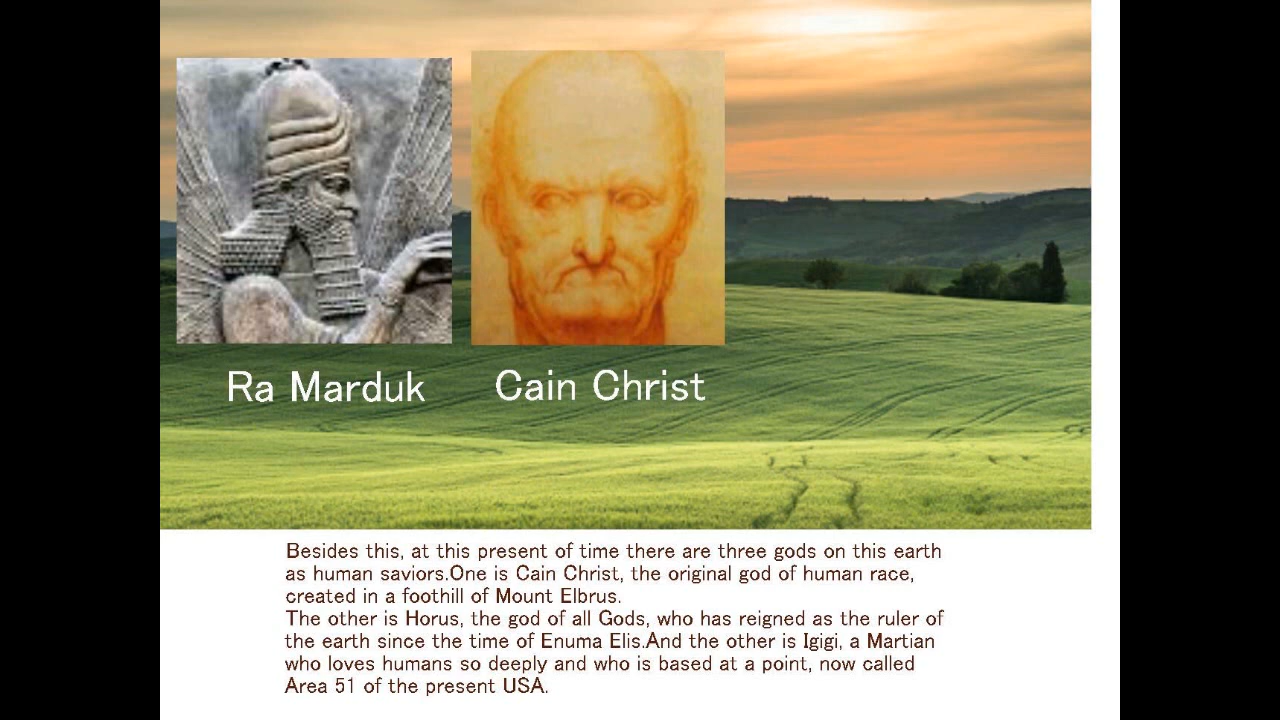 Ra Marduk
Cain Christ
Besides this, at this present of time there are three gods on this earth
as human saviors.One is Cain Christ, the original god of human race,
created in a foothill of Mount Elbrus.
The other is Horus, the god of all Gods, who has reigned as the ruler of
the earth since the time of Enuma Elis.And the other is Igigi, a Martian
who loves humans so deeply and who is based at a point, now called
Area 51 of the present USA.